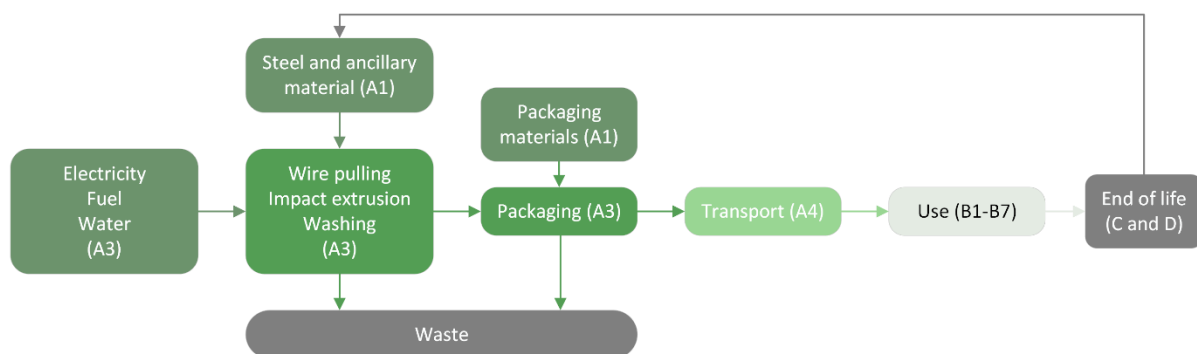 Steel and ancillary
material (A1)
Packaging
materials (A1)
Electricity
Fuel
Water
(A3)
Wire pulling
Impact extrusion
Washing
(A3)
Packaging (A3)
Transport (A4)
Use (B1-B7)
End of life
(C and D)
Waste